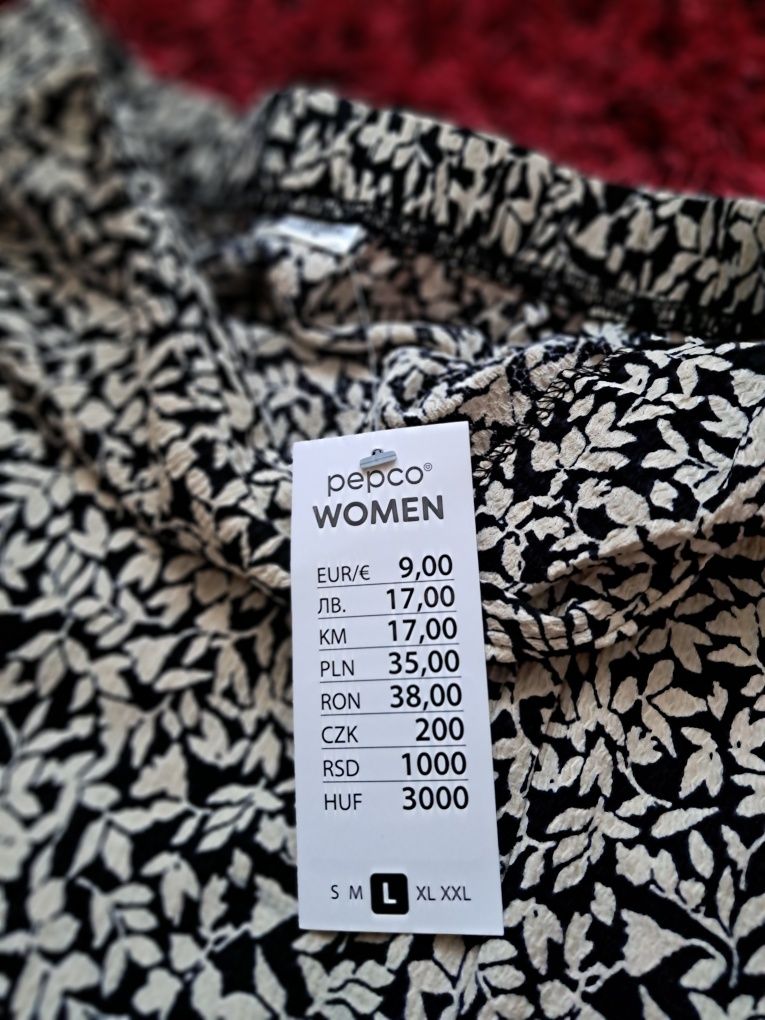 pepco®
WOMEN
EUR/€ 9,00
ЛВ. 17,00
KM 17,00
PLN 35,00
RON 38,00
CZK 200
RSD 1000
HUF 3000
S M L XL XXL